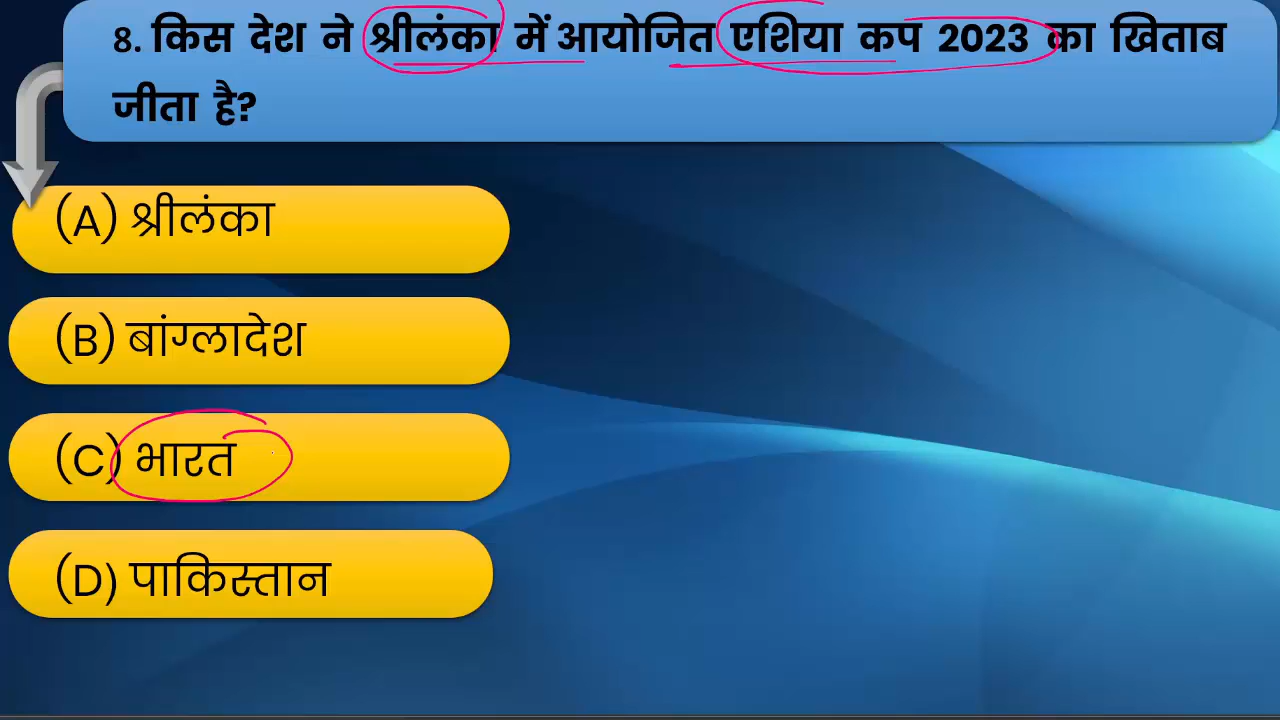 8. किस देश ने श्रीलंका में आयोजित एशिया कप 2023 का खिताब
जीता है?
(A) श्रीलंका
(B) बांग्लादेश
(C) भारत
(D) पाकिस्तान